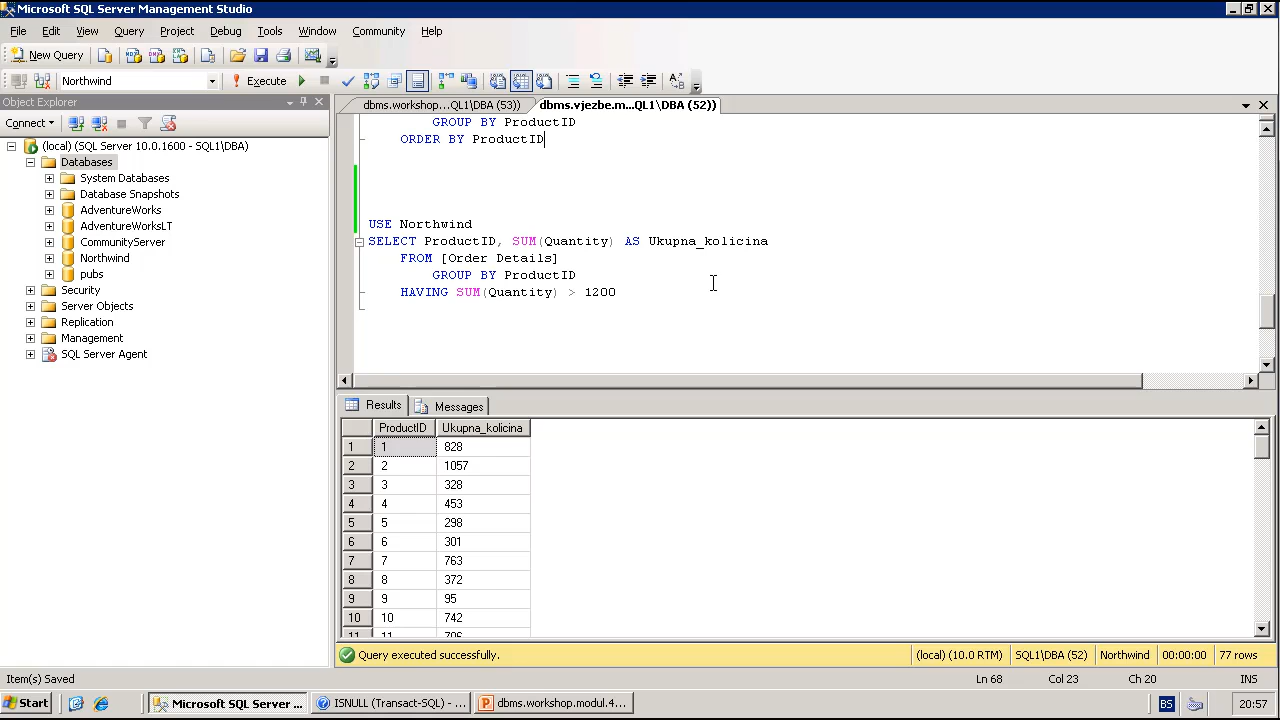 Microsoft SQL Server Management Studio
File Edit View Query Project Debug Tools Window Community Help
New Query
Northwind Execute
Object Explorer
dbms.workshop...QL1\DBA (53)) dbms.vjezbe.m...QL1\DBA (52))
Connect
(local) (SQL Server 10.0.1600 - SQL1\DBA)
Databases
System Databases
Database Snapshots
AdventureWorks
AdventureWorksLT
CommunityServer
Northwind
pubs
Security
Server Objects
Replication
Management
SQL Server Agent
GROUP BY ProductID
ORDER BY ProductID
USE Northwind
SELECT ProductID, SUM(Quantity) AS Ukupna_kolicina
FROM [Order Details]
GROUP BY ProductID
HAVING SUM(Quantity) > 1200
Results Messages
ProductID Ukupna_kolicina
1 1 828
2 2 1057
3 3 328
4 4 453
5 5 298
6 6 301
7 7 763
8 8 372
9 9 95
10 10 742
11 11 706
Query executed successfully. (local) (10.0 RTM) SQL1\DBA (52) Northwind 00:00:00 77 rows
Item(s) Saved Ln 68 Col 23 Ch 20 INS
Start Microsoft SQL Server ... ISNULL (Transact-SQL) - ... dbms.workshop.modul.4... BS 20:57